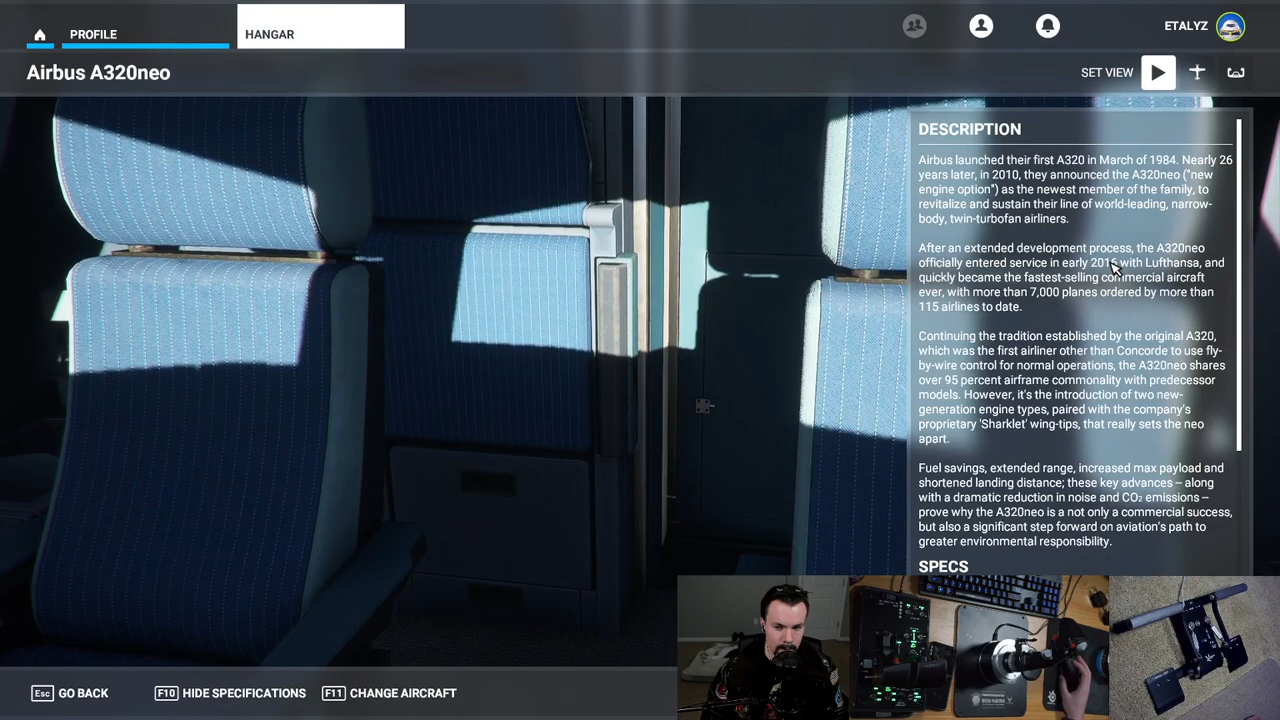 PROFILE
HANGAR
ETALYZ
Airbus A320neo
SET VIEW
DESCRIPTION
Airbus launched their first A320 in March of 1984. Nearly 26
years later, in 2010, they announced the A320neo ("new
engine option") as the newest member of the family, to
revitalize and sustain their line of world-leading, narrow-
body, twin-turbofan airliners.
After an extended development process, the A320neo
officially entered service in early 2016 with Lufthansa, and
quickly became the fastest-selling commercial aircraft
ever, with more than 7,000 planes ordered by more than
115 airlines to date.
Continuing the tradition established by the original A320,
which was the first airliner other than Concorde to use fly-
by-wire control for normal operations, the A320neo shares
over 95 percent airframe commonality with predecessor
models. However, it's the introduction of two new-
generation engine types, paired with the company's
proprietary 'Sharklet' wing-tips, that really sets the neo
apart.
Fuel savings, extended range, increased max payload and
shortened landing distance; these key advances – along
with a dramatic reduction in noise and CO₂ emissions –
prove why the A320neo is a not only a commercial success,
but also a significant step forward on aviation's path to
greater environmental responsibility.
SPECS
Esc GO BACK
F10 HIDE SPECIFICATIONS
F11 CHANGE AIRCRAFT